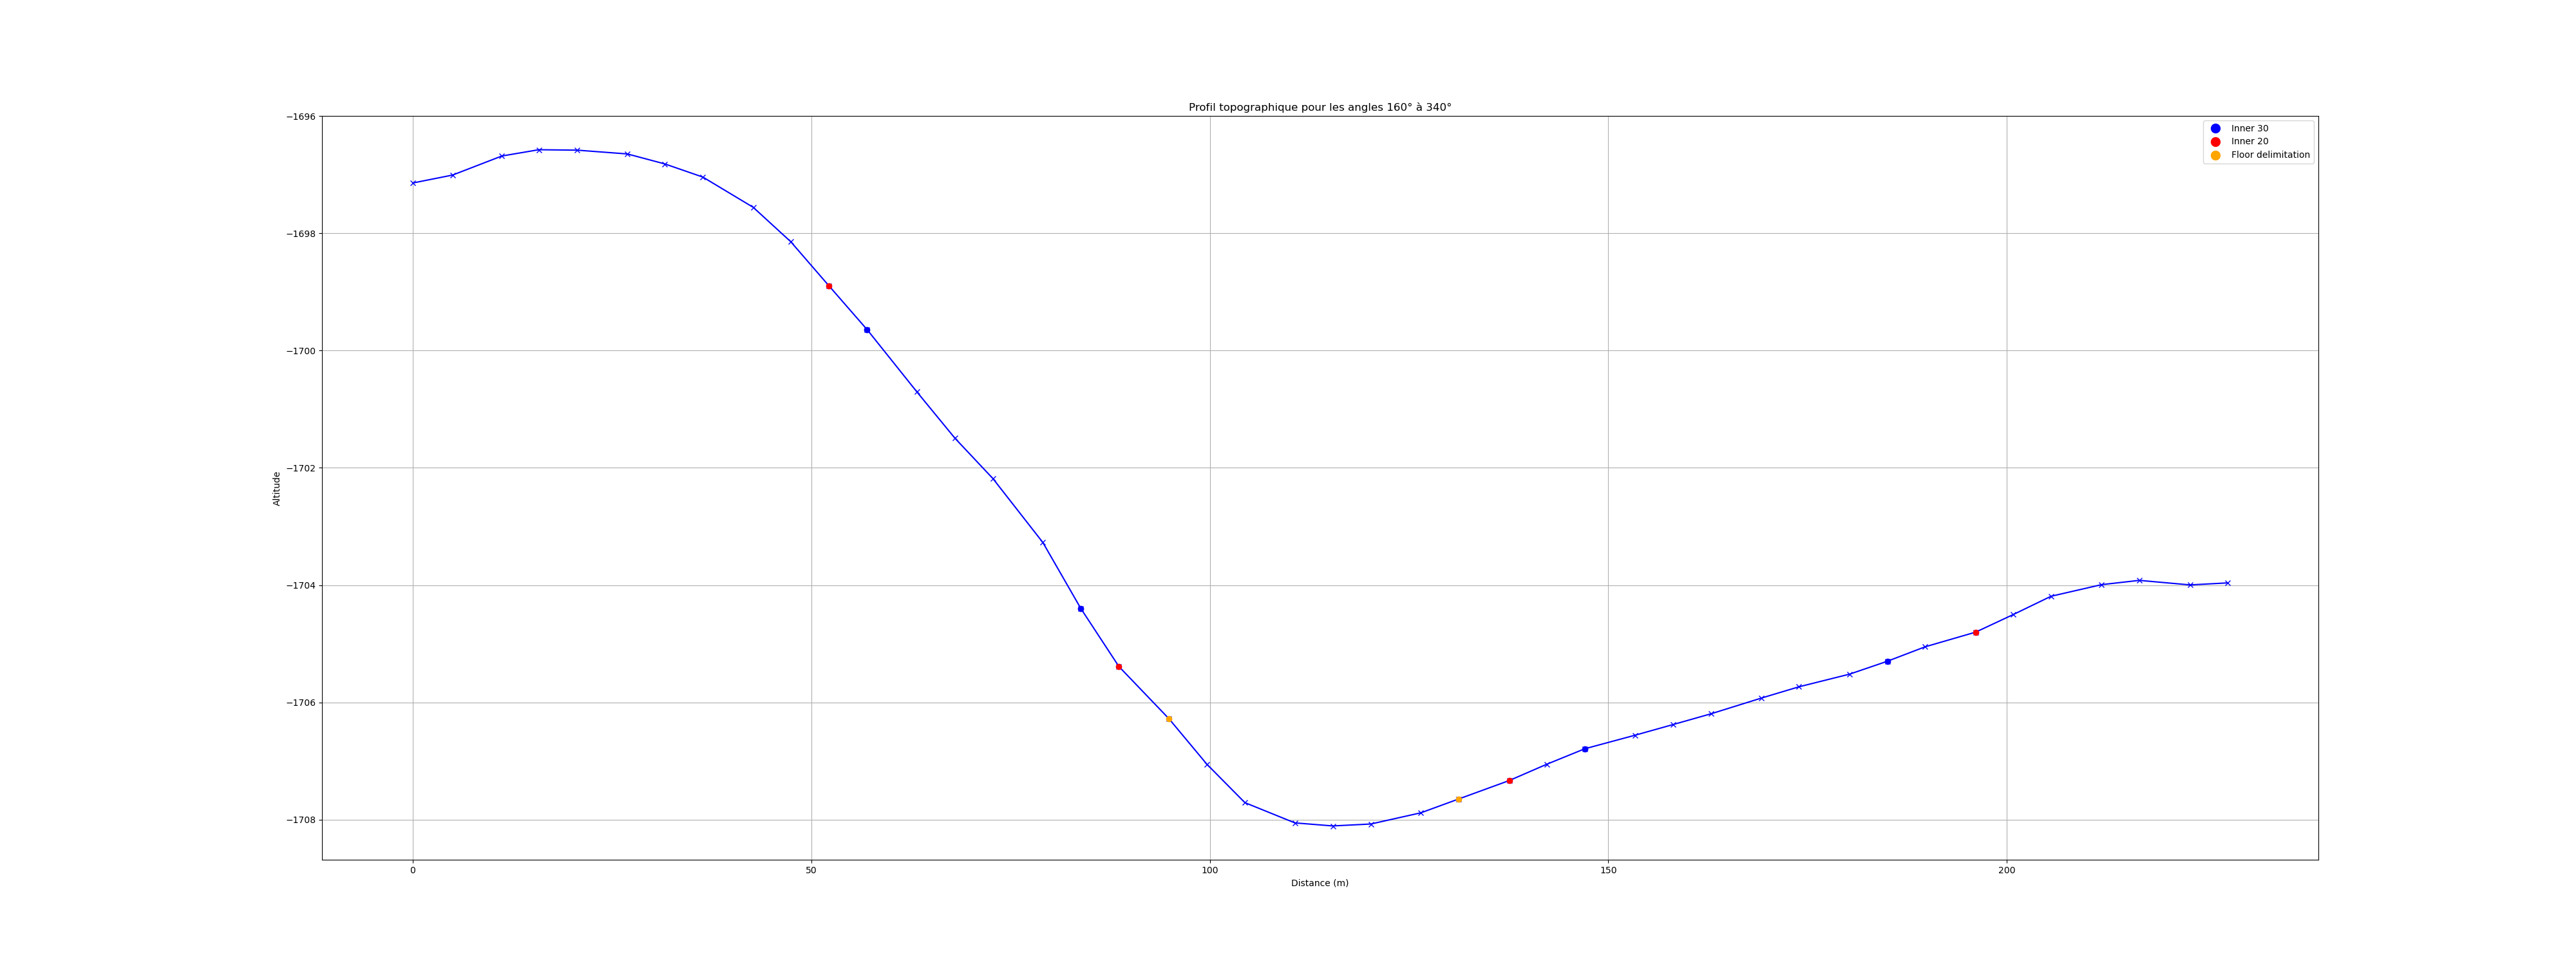 Profil topographique pour les angles 160° à 340°
Inner 30
Inner 20
Floor delimitation
Altitude
−1696
−1698
−1700
−1702
−1704
−1706
−1708
0 50 100 150 200
Distance (m)